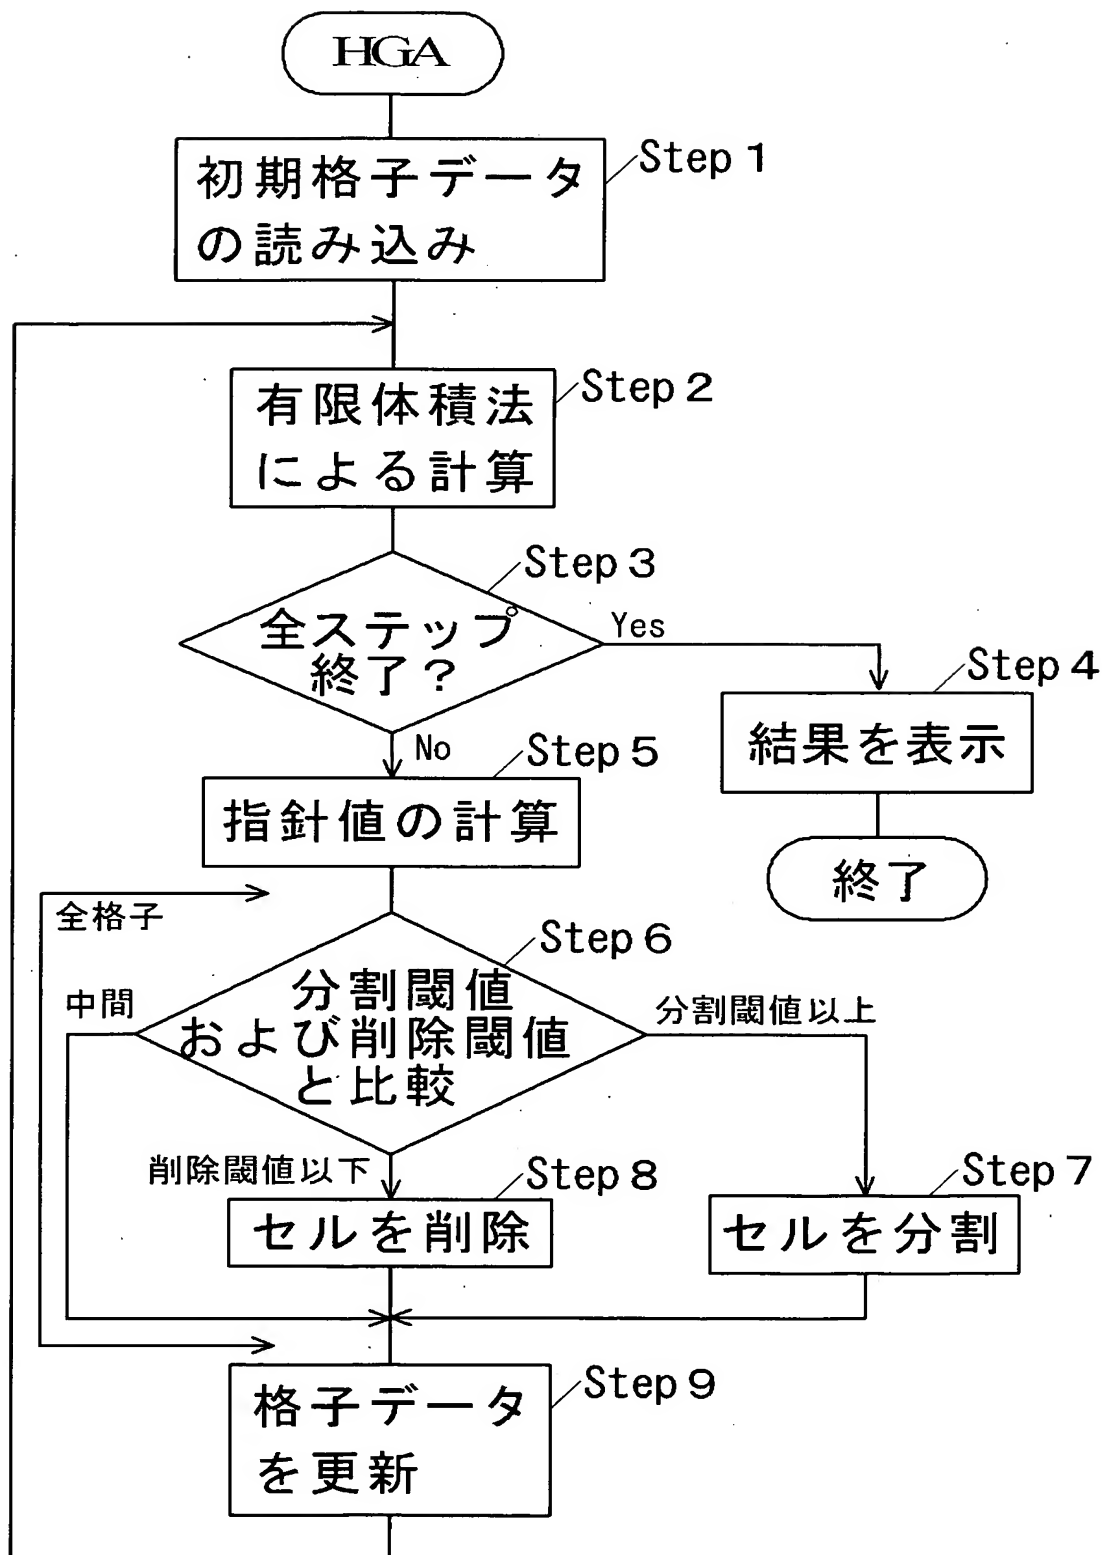 HGA
Step 1
初期格子データ
の読み込み
Step 2
有限体積法
による計算
Step 3
全ステップ
終了?
Yes
Step 4
結果を表示
終了
No
Step 5
指針値の計算
全格子
Step 6
分割閾値
および削除閾値
と比較
中間
分割閾値以上
削除閾値以下
Step 8
セルを削除
Step 7
セルを分割
Step 9
格子データ
を更新